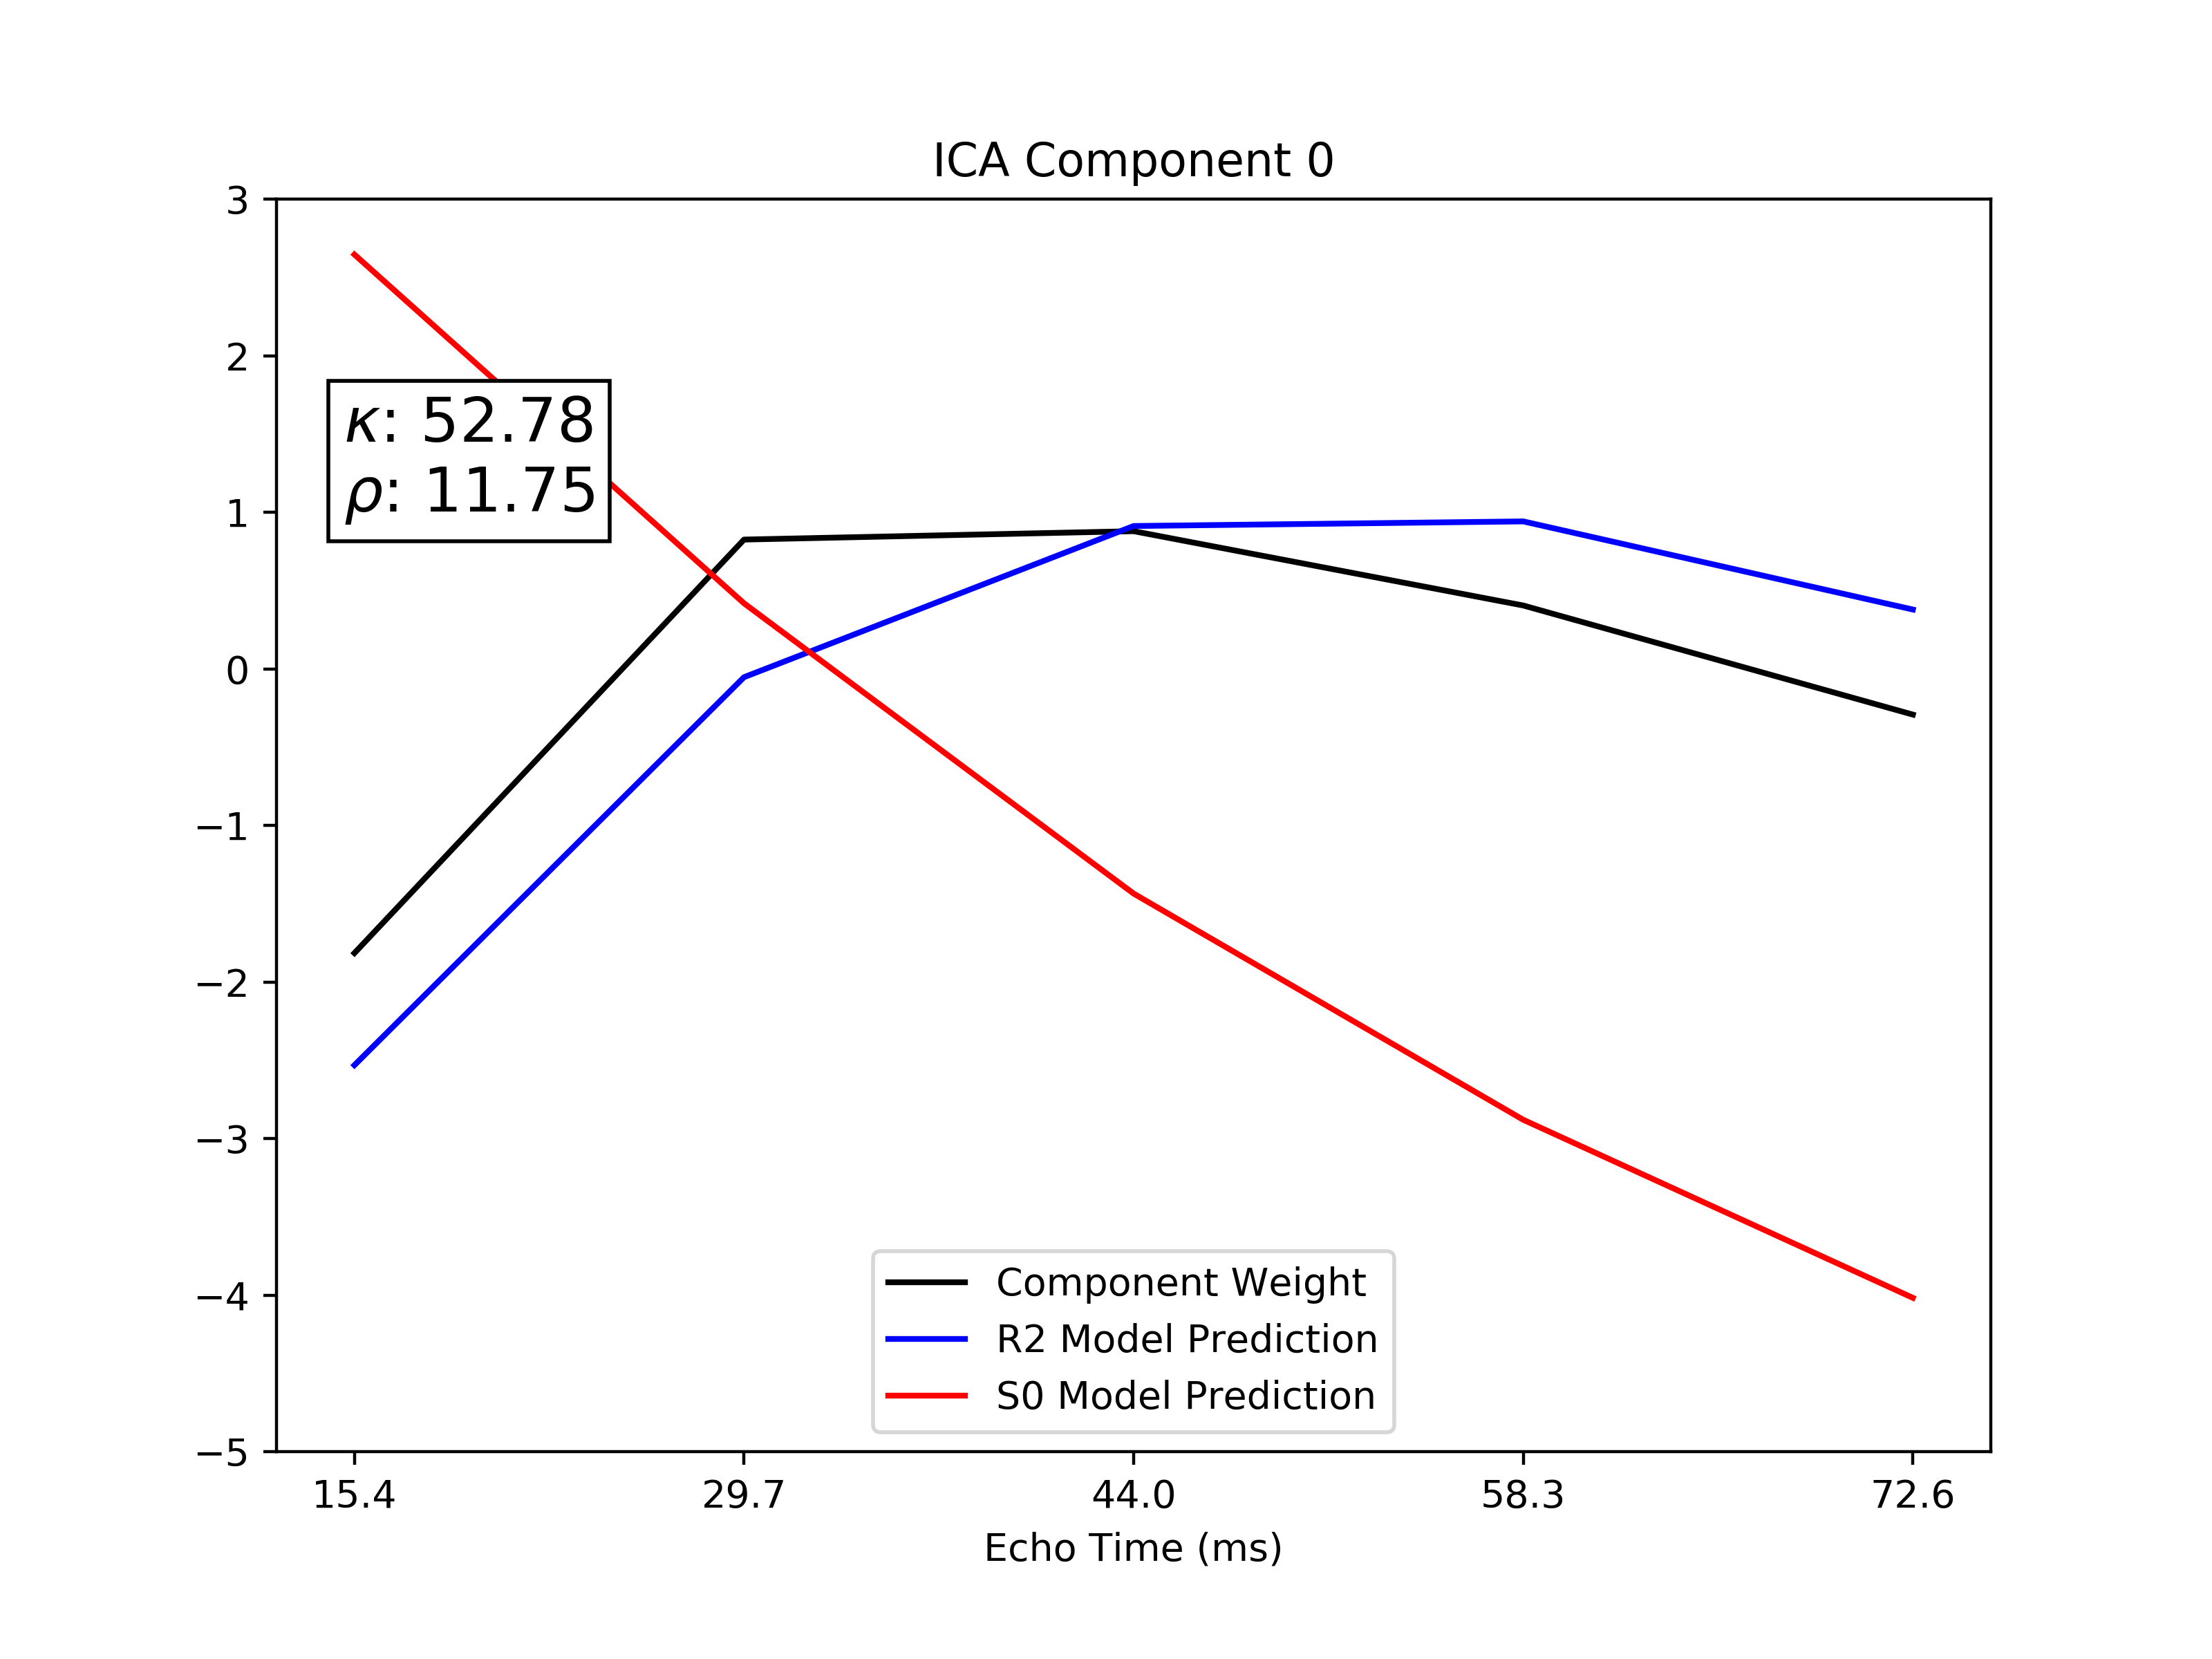 ICA Component 0
3
2
1
0
−1
−2
−3
−4
−5
κ: 52.78
ρ: 11.75
Component Weight
R2 Model Prediction
S0 Model Prediction
15.4 29.7 44.0 58.3 72.6
Echo Time (ms)